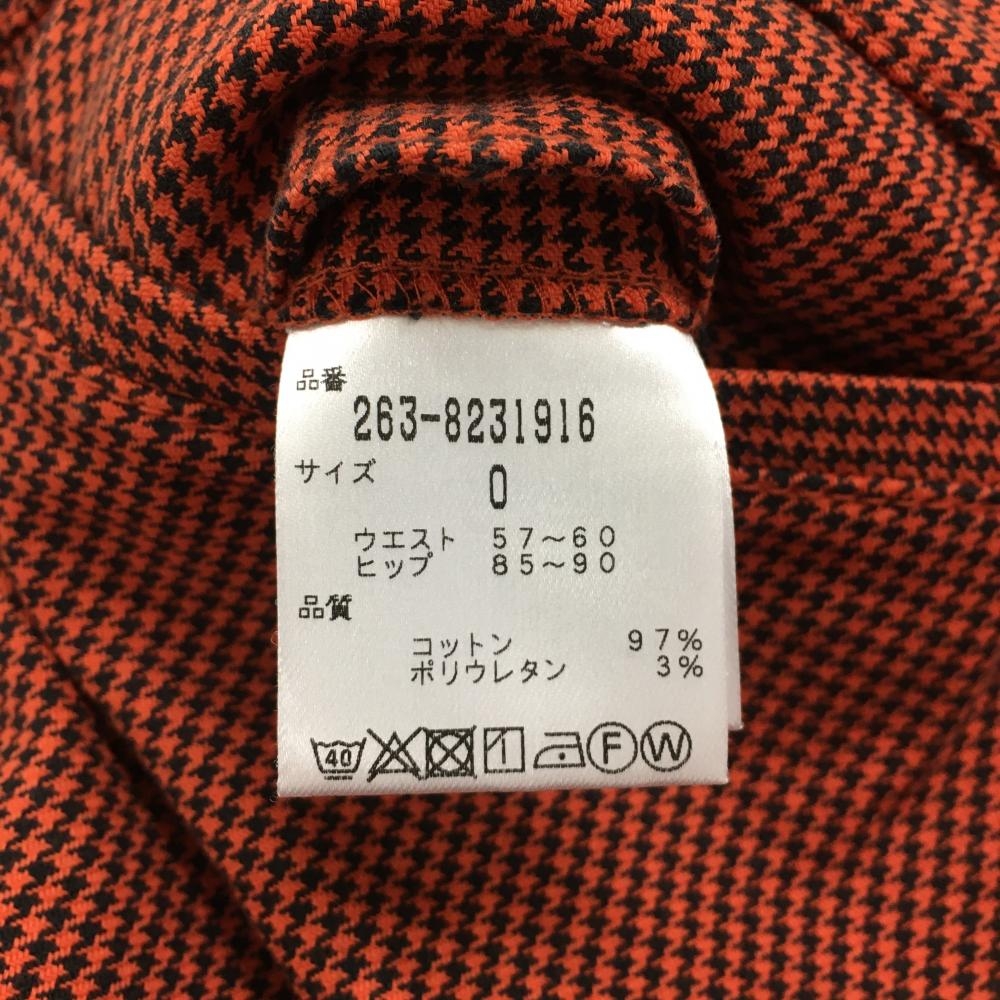 品番
263-8231916
サイズ
0
ウエスト 57〜60
ヒップ 85〜90
品質
コットン 97%
ポリウレタン 3%
40 F W